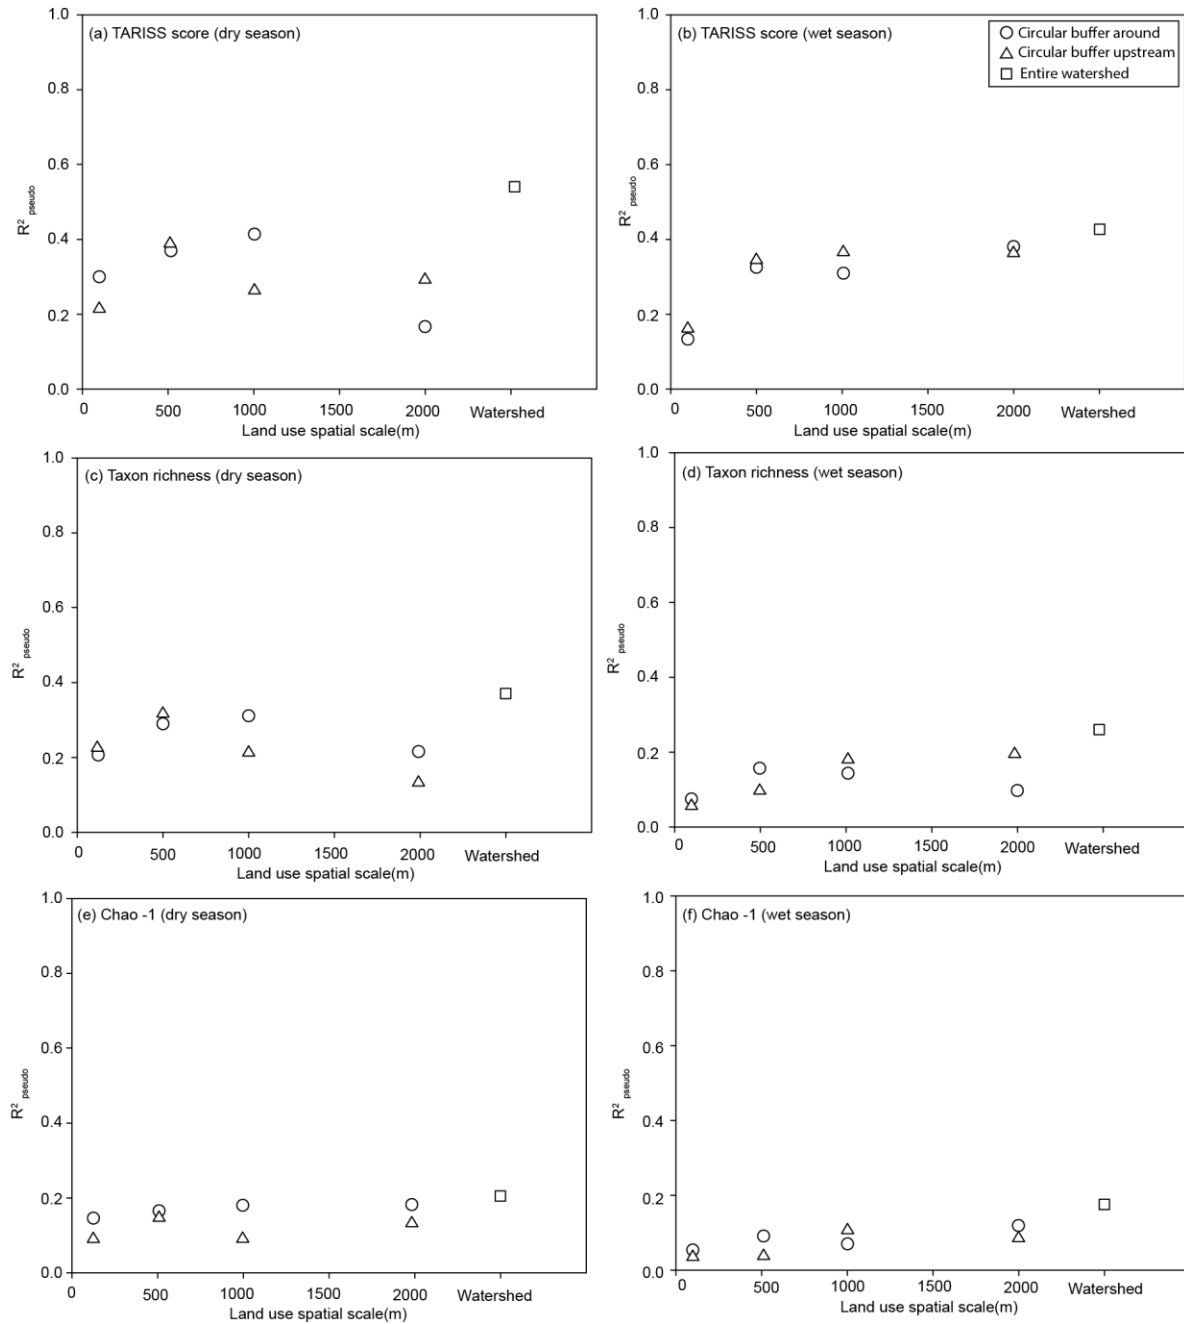 (a) TARISS score (dry season)
1.0
0.8
0.6
0.4
0.2
0.0
R² pseudo
0 500 1000 1500 2000 Watershed
Land use spatial scale(m)
(b) TARISS score (wet season)
Circular buffer around
Circular buffer upstream
Entire watershed
1.0
0.8
0.6
0.4
0.2
0.0
R² pseudo
0 500 1000 1500 2000 Watershed
Land use spatial scale(m)
(c) Taxon richness (dry season)
1.0
0.8
0.6
0.4
0.2
0.0
R² pseudo
0 500 1000 1500 2000 Watershed
Land use spatial scale(m)
(d) Taxon richness (wet season)
1.0
0.8
0.6
0.4
0.2
0.0
R² pseudo
0 500 1000 1500 2000 Watershed
Land use spatial scale(m)
(e) Chao -1 (dry season)
1.0
0.8
0.6
0.4
0.2
0.0
R² pseudo
0 500 1000 1500 2000 Watershed
Land use spatial scale(m)
(f) Chao -1 (wet season)
1.0
0.8
0.6
0.4
0.2
0.0
R² pseudo
0 500 1000 1500 2000 Watershed
Land use spatial scale(m)